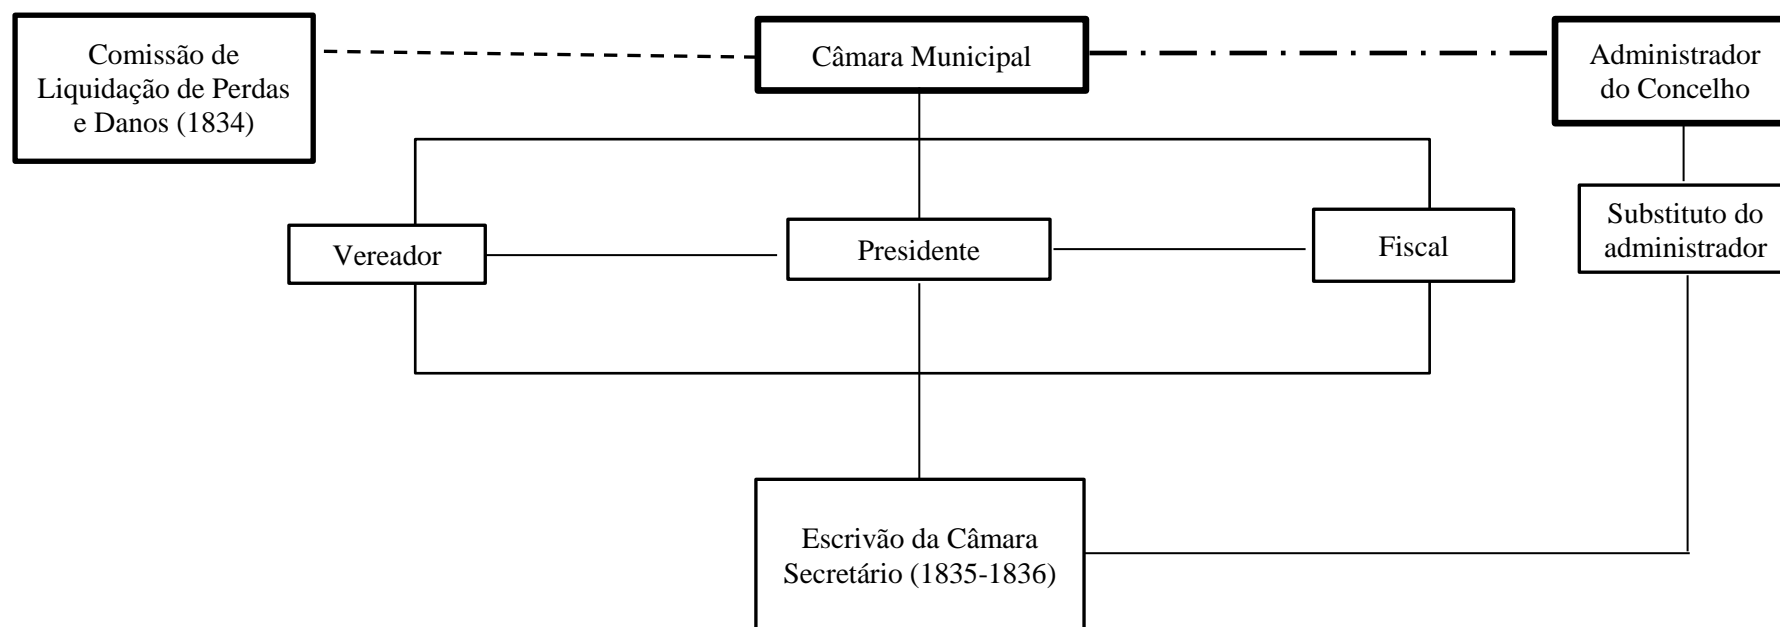 Comissão de
Liquidação de Perdas
e Danos (1834)
Câmara Municipal
Administrador
do Concelho
Vereador
Presidente
Fiscal
Substituto do
administrador
Escrivão da Câmara
Secretário (1835-1836)